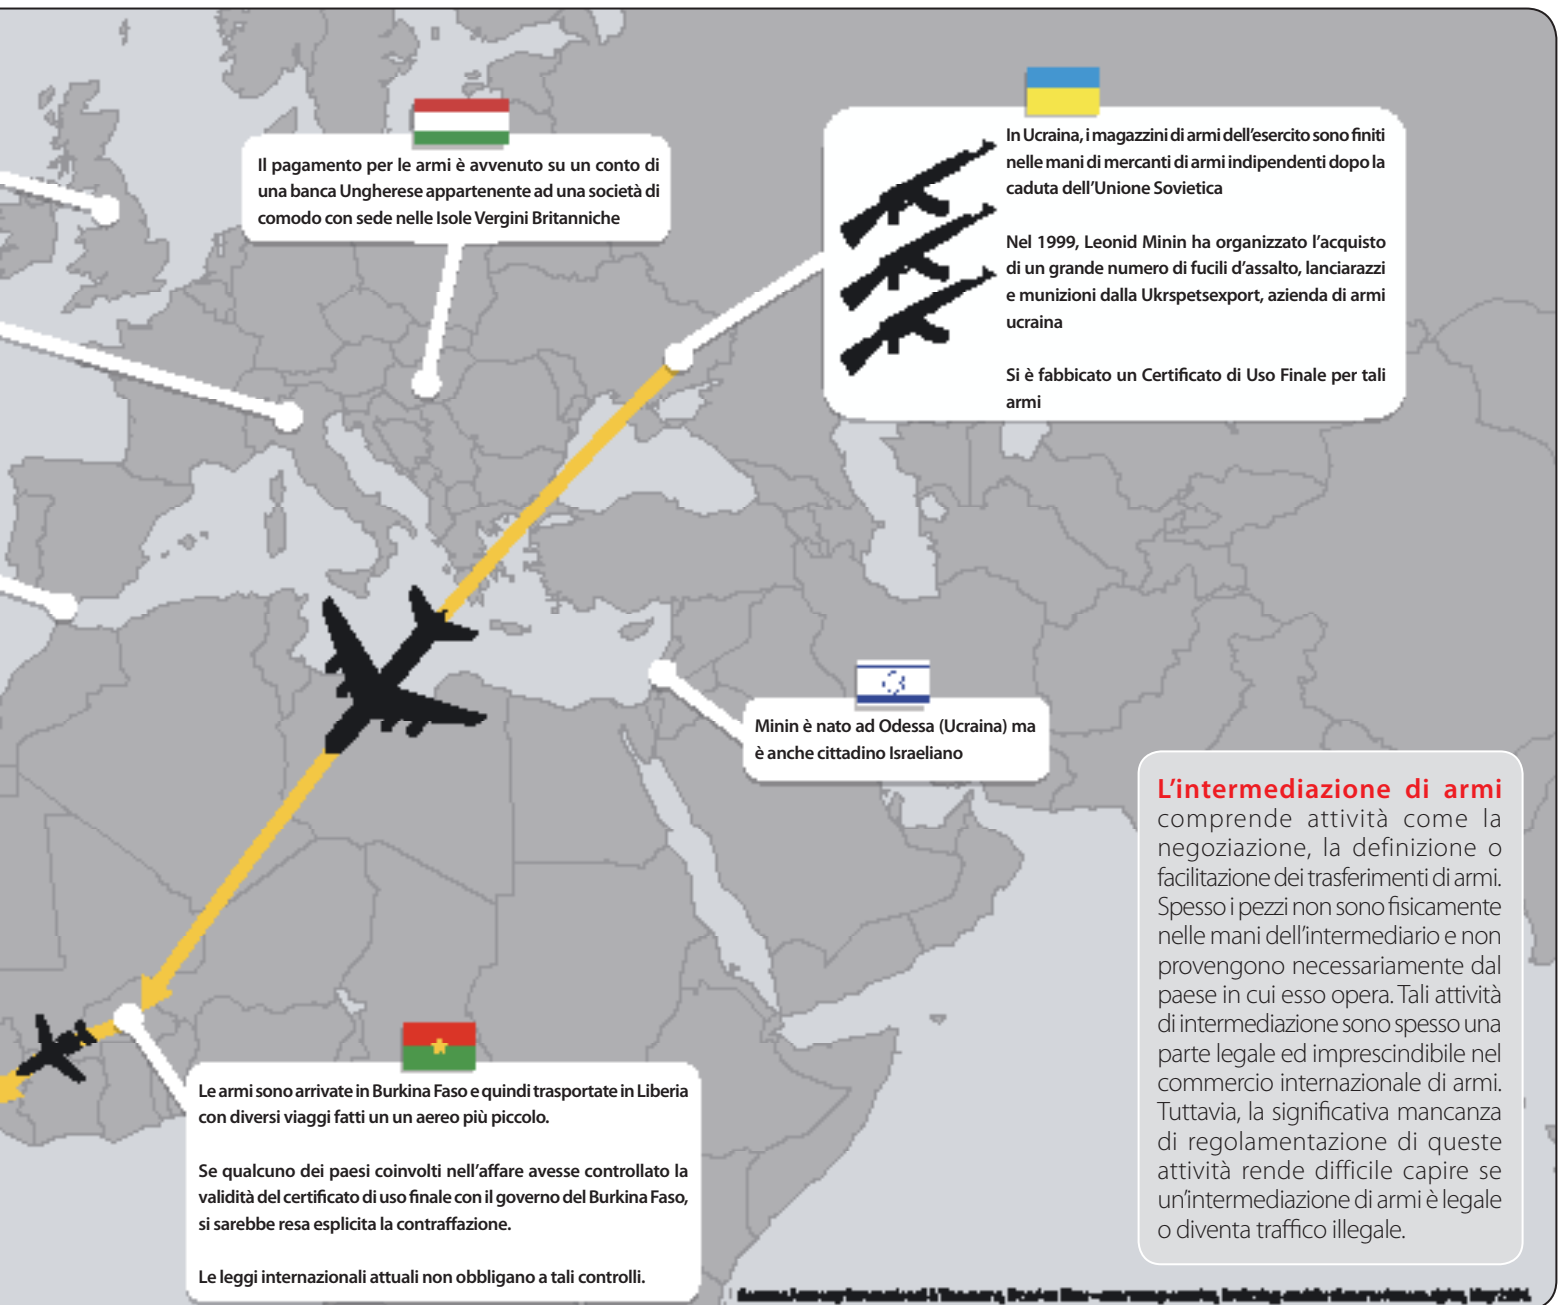 Il pagamento per le armi è avvenuto su un conto di
una banca Ungherese appartenente ad una società di
comodo con sede nelle Isole Vergini Britanniche
In Ucraina, i magazzini di armi dell'esercito sono finiti
nelle mani di mercanti di armi indipendenti dopo la
caduta dell'Unione Sovietica
Nel 1999, Leonid Minin ha organizzato l'acquisto
di un grande numero di fucili d'assalto, lanciarazzi
e munizioni dalla Ukrspetsexport, azienda di armi
ucraina
Si è fabbicato un Certificato di Uso Finale per tali
armi
Minin è nato ad Odessa (Ucraina) ma
è anche cittadino Israeliano
L'intermediazione di armi
comprende attività come la
negoziazione, la definizione o
facilitazione dei trasferimenti di armi.
Spesso i pezzi non sono fisicamente
nelle mani dell'intermediario e non
provengono necessariamente dal
paese in cui esso opera. Tali attività
di intermediazione sono spesso una
parte legale ed imprescindibile nel
commercio internazionale di armi.
Tuttavia, la significativa mancanza
di regolamentazione di queste
attività rende difficile capire se
un'intermediazione di armi è legale
o diventa traffico illegale.
Le armi sono arrivate in Burkina Faso e quindi trasportate in Liberia
con diversi viaggi fatti un un aereo più piccolo.
Se qualcuno dei paesi coinvolti nell'affare avesse controllato la
validità del certificato di uso finale con il governo del Burkina Faso,
si sarebbe resa esplicita la contraffazione.
Le leggi internazionali attuali non obbligano a tali controlli.